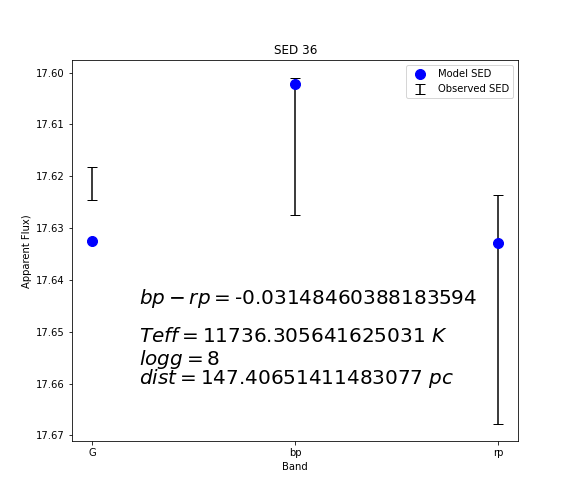 SED 36
17.60
17.61
17.62
17.63
17.64
17.65
17.66
17.67
Apparent Flux)
Model SED
Observed SED
bp − rp = -0.03148460388183594
Teff = 11736.305641625031 K
logg = 8
dist = 147.40651411483077 pc
G bp rp
Band